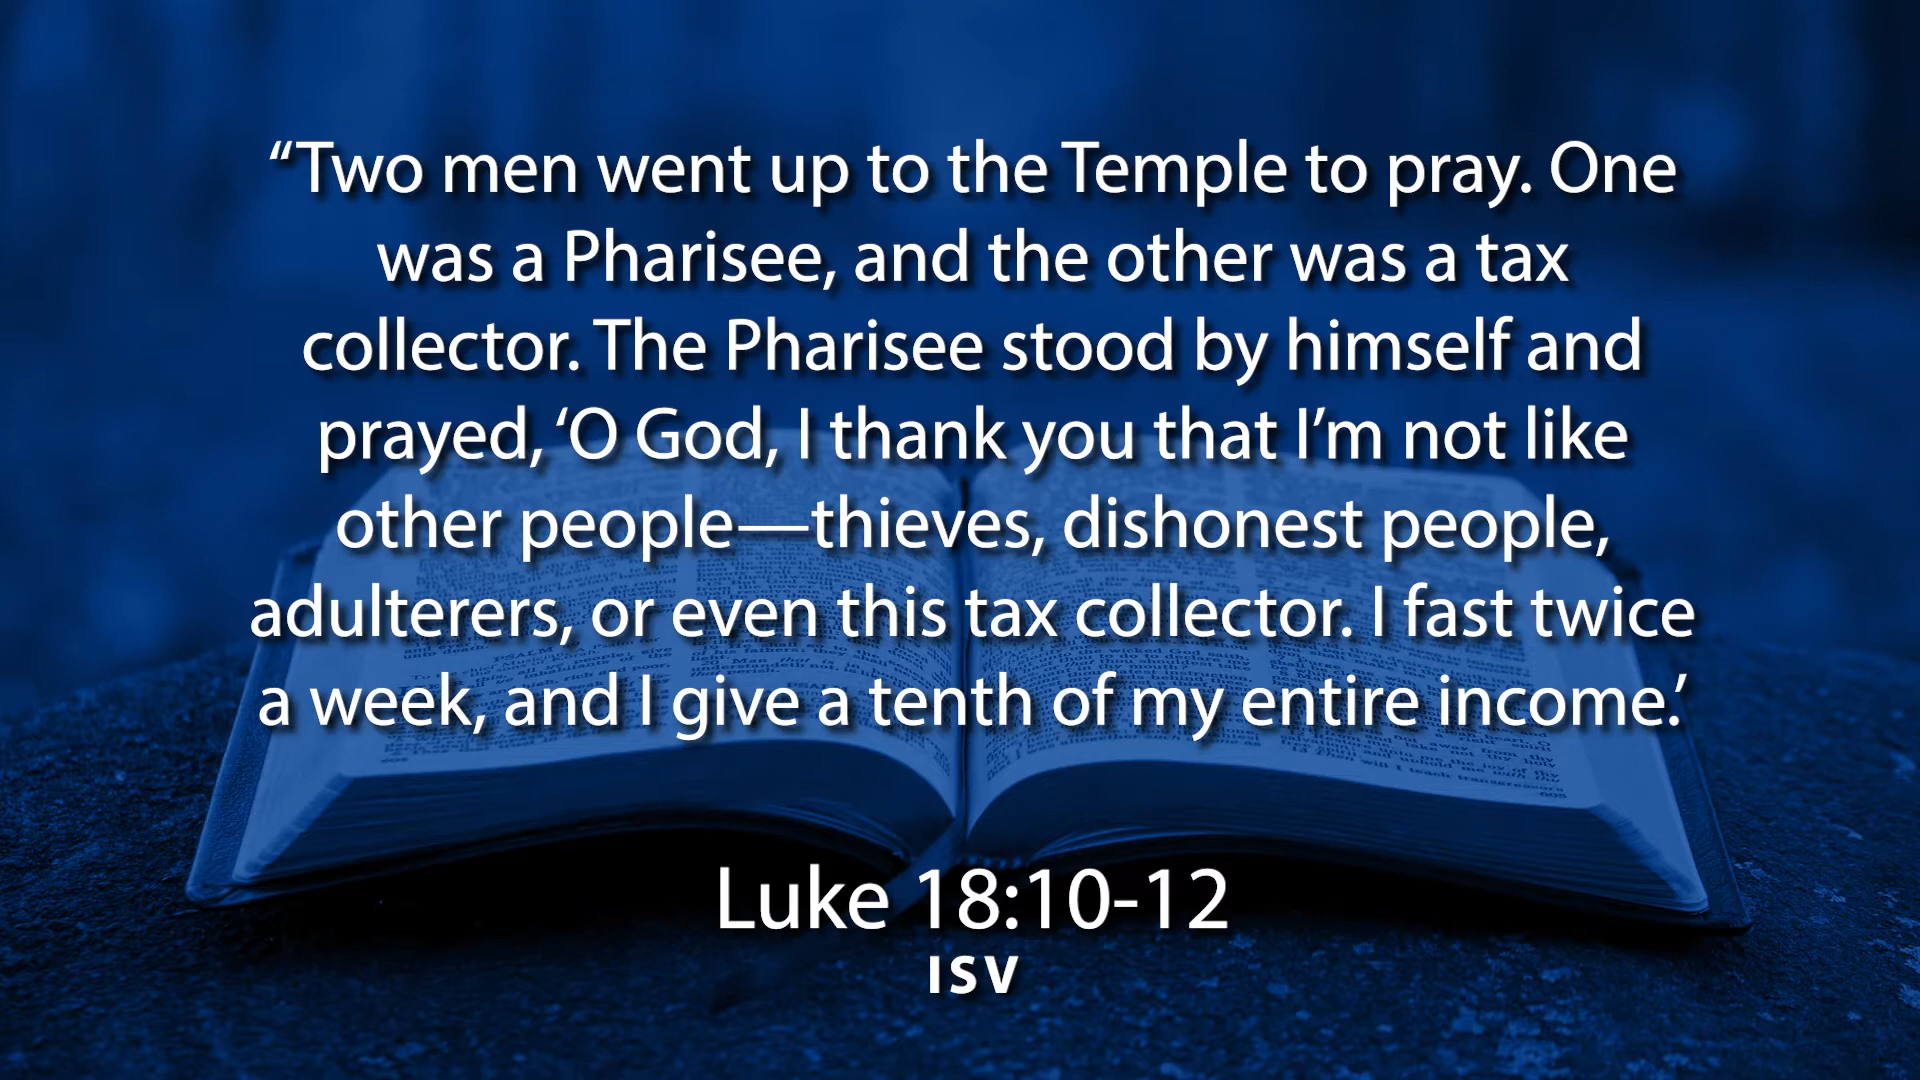 “Two men went up to the Temple to pray. One
was a Pharisee, and the other was a tax
collector. The Pharisee stood by himself and
prayed, ‘O God, I thank you that I’m not like
other people—thieves, dishonest people,
adulterers, or even this tax collector. I fast twice
a week, and I give a tenth of my entire income.’
Luke 18:10-12
ISV